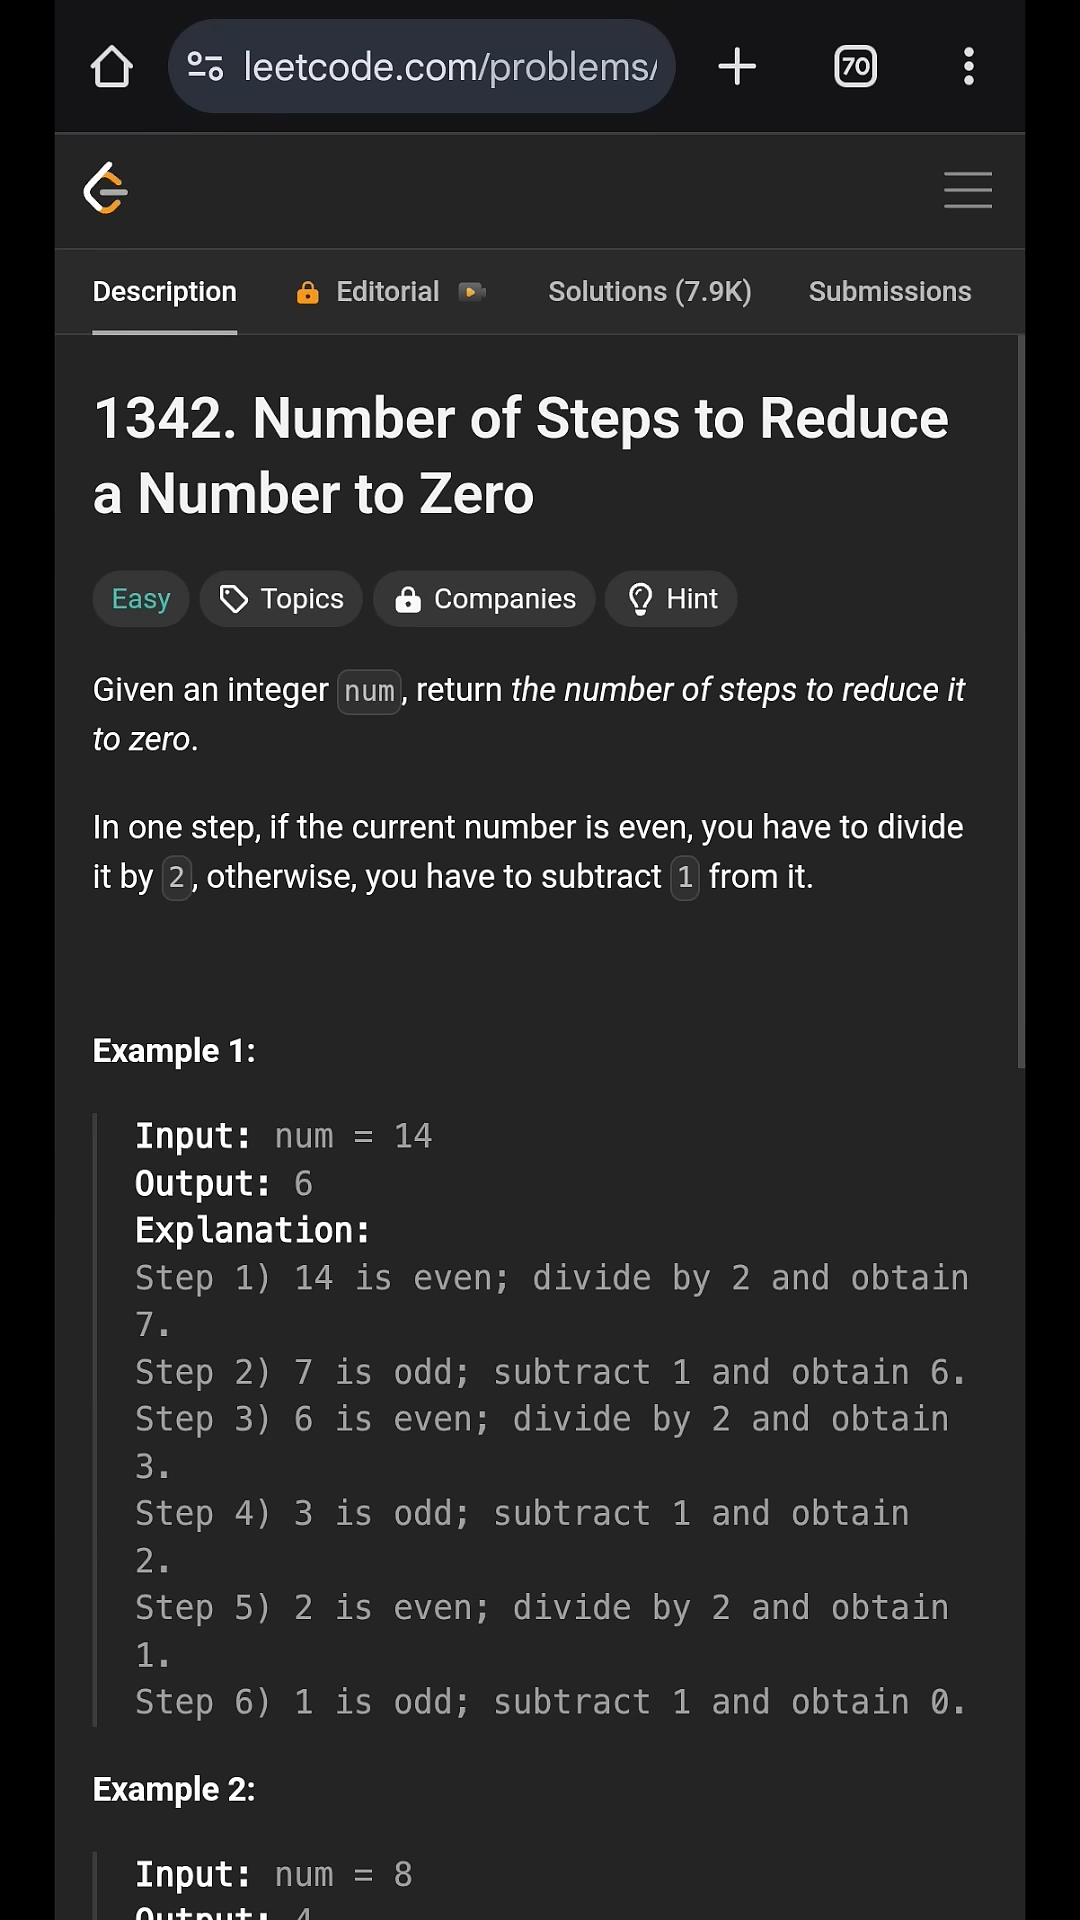 leetcode.com/problems/
70
Description
Editorial
Solutions (7.9K)
Submissions
1342. Number of Steps to Reduce
a Number to Zero
Easy
Topics
Companies
Hint
Given an integer num, return the number of steps to reduce it
to zero.
In one step, if the current number is even, you have to divide
it by 2, otherwise, you have to subtract 1 from it.
Example 1:
Input: num = 14
Output: 6
Explanation:
Step 1) 14 is even; divide by 2 and obtain
7.
Step 2) 7 is odd; subtract 1 and obtain 6.
Step 3) 6 is even; divide by 2 and obtain
3.
Step 4) 3 is odd; subtract 1 and obtain
2.
Step 5) 2 is even; divide by 2 and obtain
1.
Step 6) 1 is odd; subtract 1 and obtain 0.
Example 2:
Input: num = 8
Output: 4